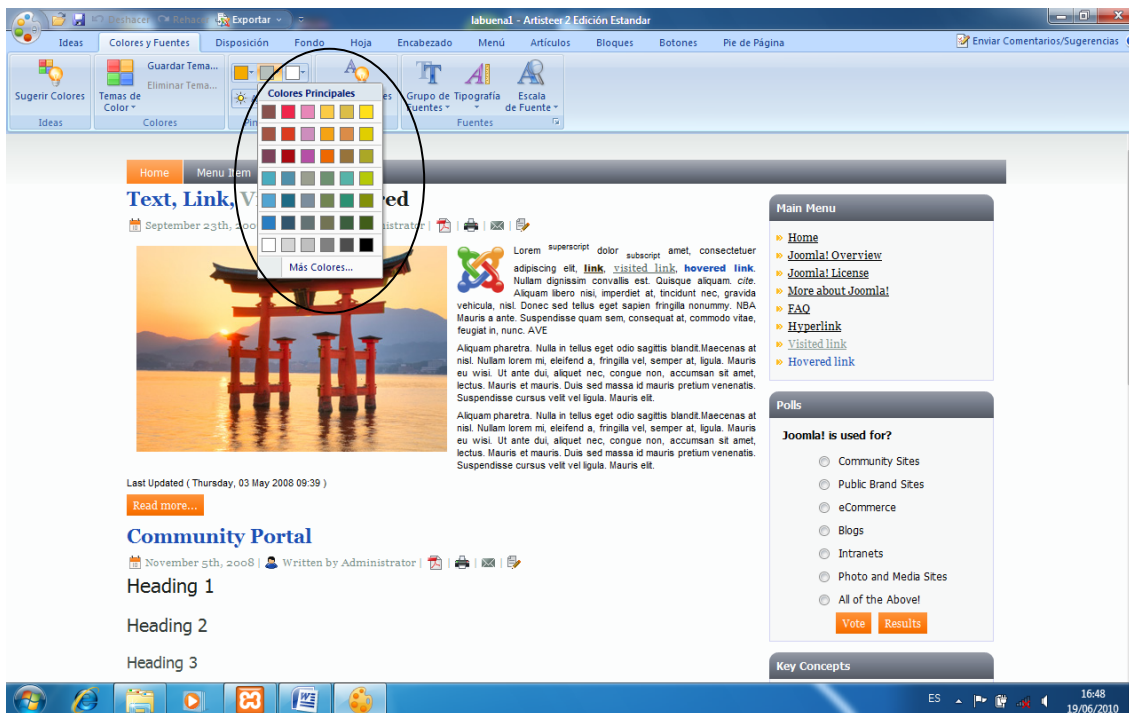 Deshacer Rehacer Exportar
labuena1 - Artisteer 2 Edición Estandar
Ideas Colores y Fuentes Disposición Fondo Hoja Encabezado Menú Artículos Bloques Botones Pie de Página Enviar Comentarios/Sugerencias
Sugerir Colores
Ideas
Temas de Color
Guardar Tema...
Eliminar Tema...
Colores
Grupo de Fuentes
Tipografía
Escala de Fuente
Fuentes
Colores Principales
Más Colores...
Home Menu Item
Text, Link,
September 23th,
Lorem superscript dolor subscript amet, consectetuer
adipiscing elit, link, visited link, hovered link.
Nullam dignissim convallis est. Quisque aliquam. cite.
Aliquam libero nisi, imperdiet at, tincidunt nec, gravida
vehicula, nisl. Donec sed tellus eget sapien fringilla nonummy. NBA
Mauris a ante. Suspendisse quam sem, consequat at, commodo vitae,
feugiat in, nunc. AVE
Aliquam pharetra. Nulla in tellus eget odio sagittis blandit.Maecenas at
nisl. Nullam lorem mi, eleifend a, fringilla vel, semper at, ligula. Mauris
eu wisi. Ut ante dui, aliquet nec, congue non, accumsan sit amet,
lectus. Mauris et mauris. Duis sed massa id mauris pretium venenatis.
Suspendisse cursus velit vel ligula. Mauris elit.
Aliquam pharetra. Nulla in tellus eget odio sagittis blandit.Maecenas at
nisl. Nullam lorem mi, eleifend a, fringilla vel, semper at, ligula. Mauris
eu wisi. Ut ante dui, aliquet nec, congue non, accumsan sit amet,
lectus. Mauris et mauris. Duis sed massa id mauris pretium venenatis.
Suspendisse cursus velit vel ligula. Mauris elit.
Last Updated ( Thursday, 03 May 2008 09:39 )
Read more...
Community Portal
November 5th, 2008 | Written by Administrator |
Heading 1
Heading 2
Heading 3
Main Menu
Home
Joomla! Overview
Joomla! License
More about Joomla!
FAQ
Hyperlink
Visited link
Hovered link
Polls
Joomla! is used for?
Community Sites
Public Brand Sites
eCommerce
Blogs
Intranets
Photo and Media Sites
All of the Above!
Vote Results
Key Concepts
ES
16:48
19/06/2010